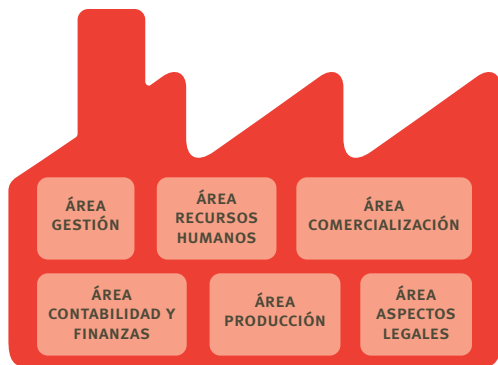 ÁREA
GESTIÓN
ÁREA
RECURSOS
HUMANOS
ÁREA
COMERCIALIZACIÓN
ÁREA
CONTABILIDAD Y
FINANZAS
ÁREA
PRODUCCIÓN
ÁREA
ASPECTOS
LEGALES